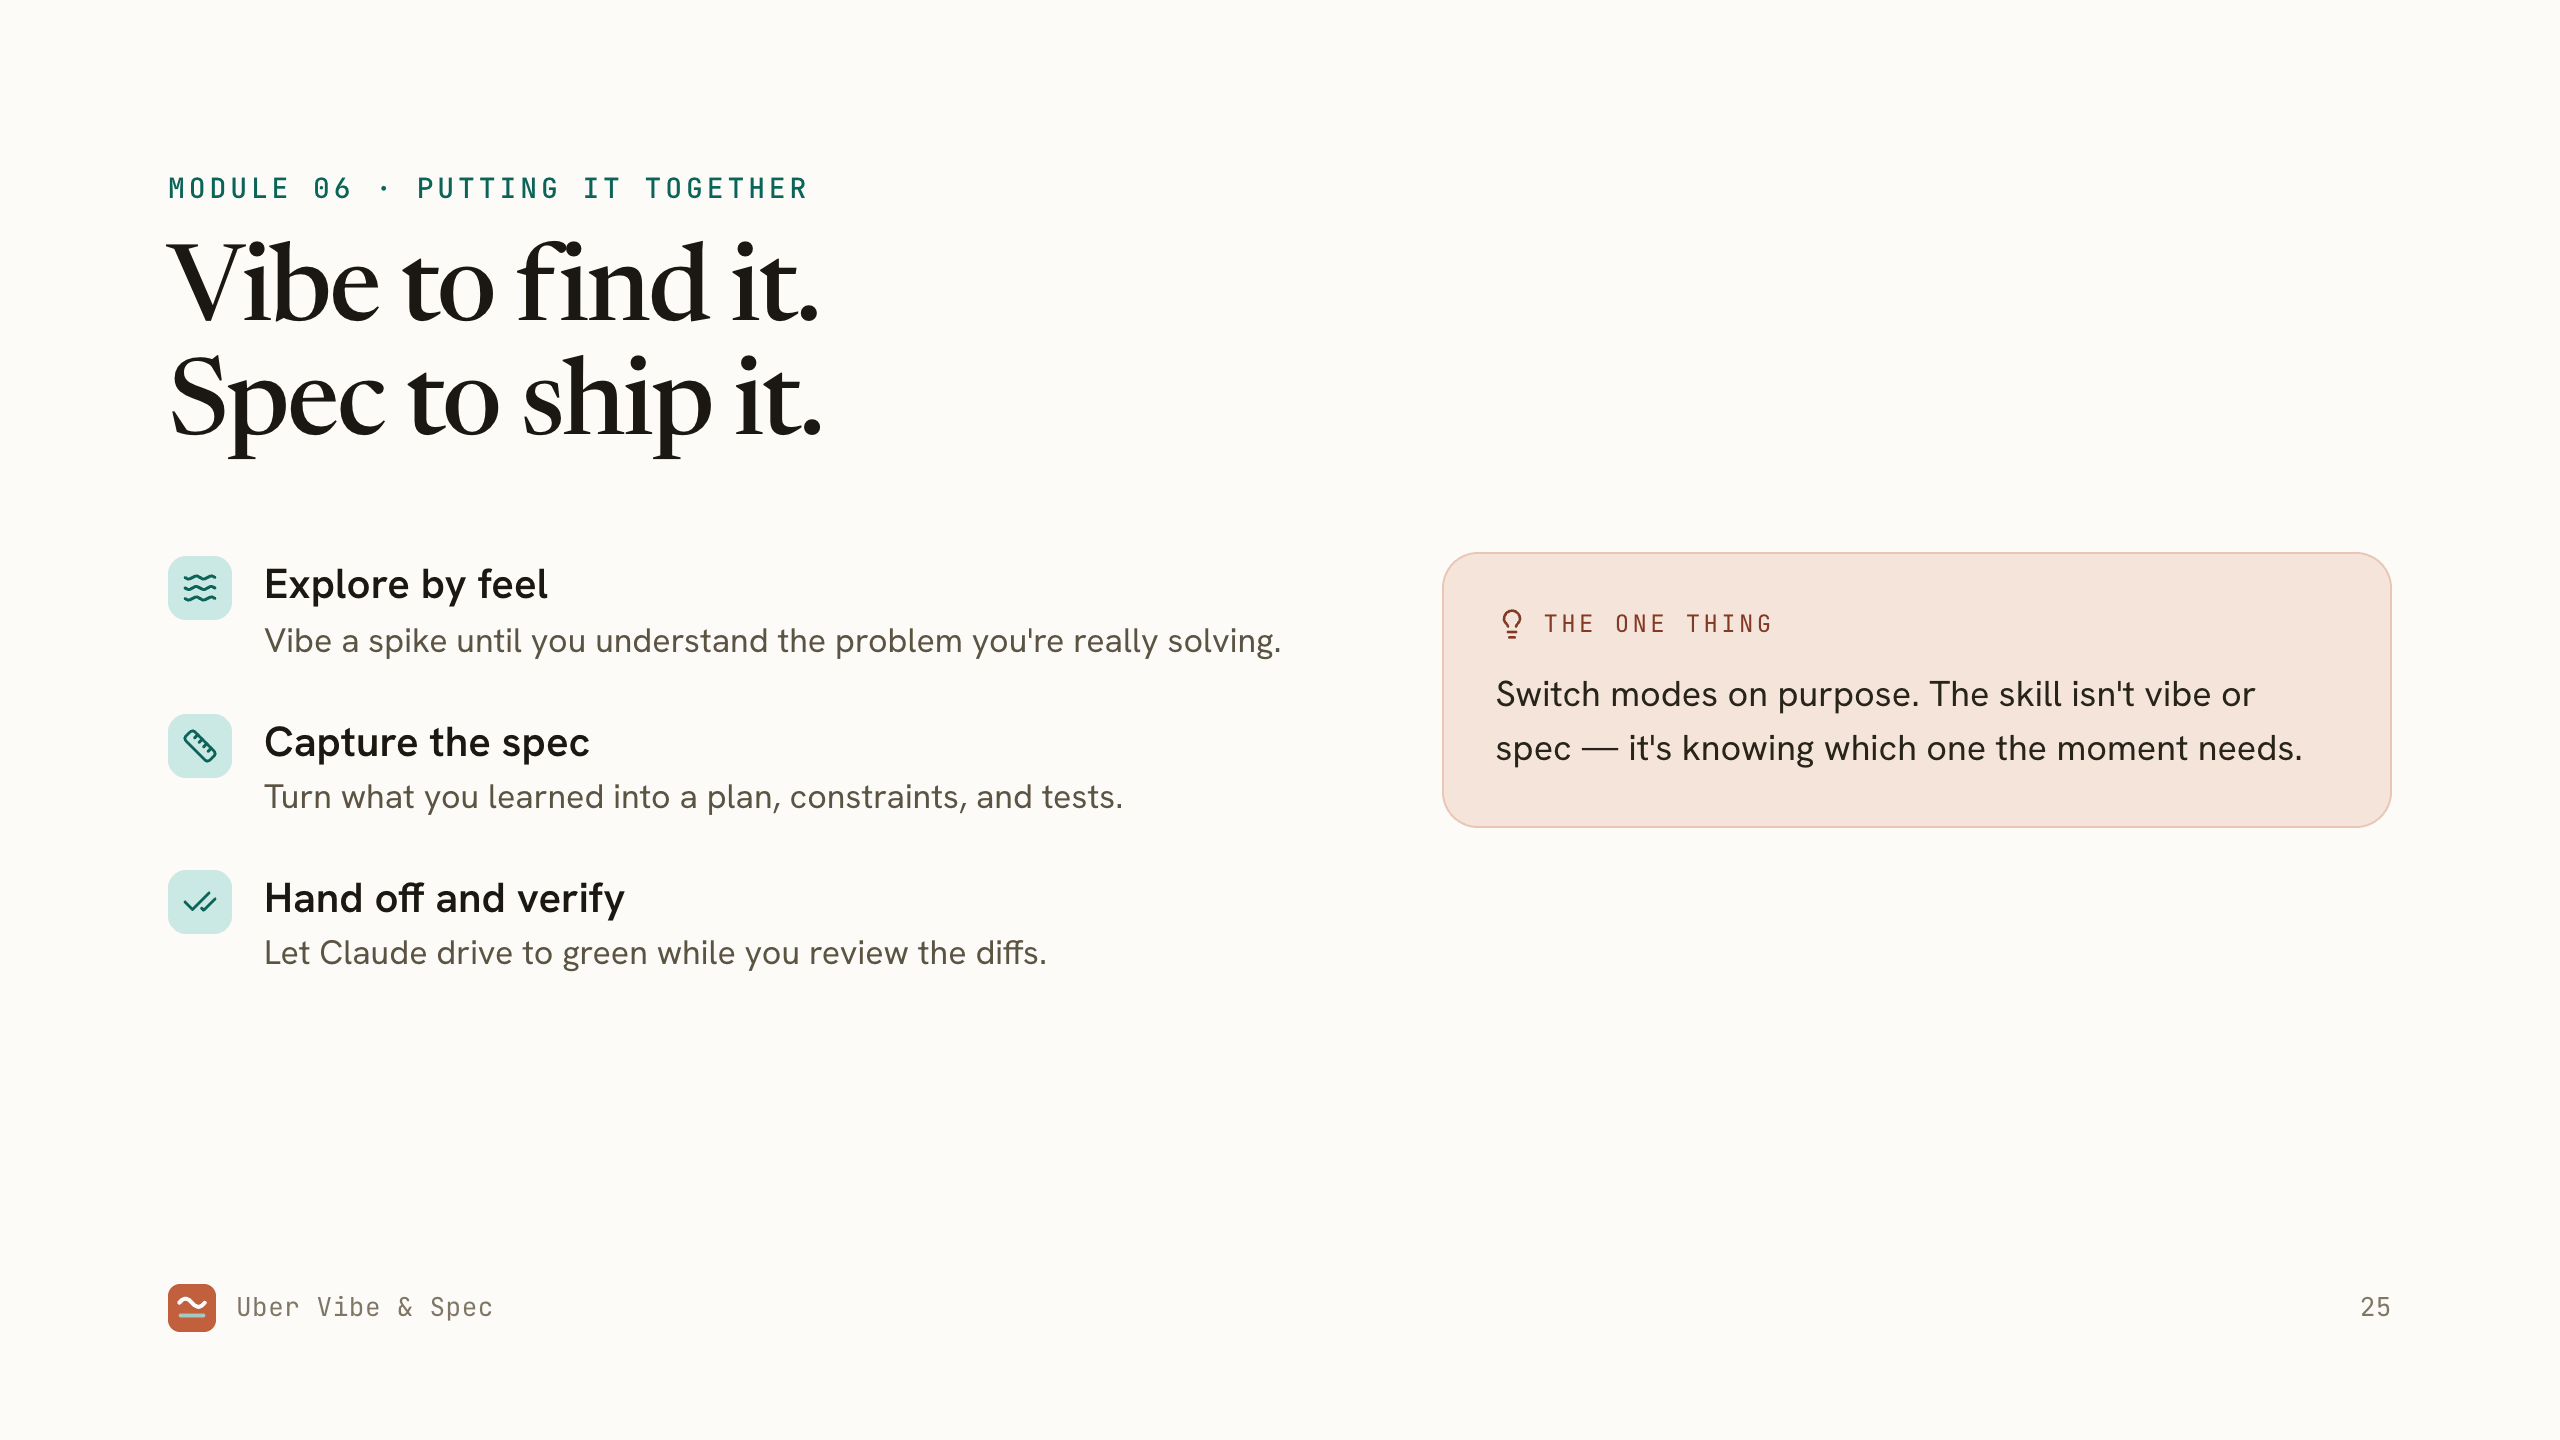 MODULE 06 · PUTTING IT TOGETHER
Vibe to find it.
Spec to ship it.
Explore by feel
Vibe a spike until you understand the problem you're really solving.
Capture the spec
Turn what you learned into a plan, constraints, and tests.
Hand off and verify
Let Claude drive to green while you review the diffs.
THE ONE THING
Switch modes on purpose. The skill isn't vibe or
spec — it's knowing which one the moment needs.
Uber Vibe & Spec
25